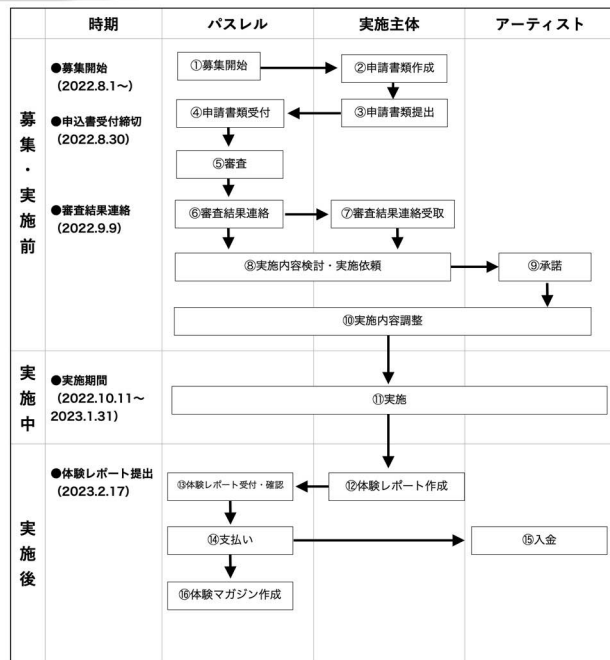 時期
パスレル
実施主体
アーティスト
募集・実施前
●募集開始
(2022.8.1〜)
●申込書受付締切
(2022.8.30)
●審査結果連絡
(2022.9.9)
①募集開始
②申請書類作成
④申請書類受付
③申請書類提出
⑤審査
⑥審査結果連絡
⑦審査結果連絡受取
⑧実施内容検討・実施依頼
⑨承諾
⑩実施内容調整
実施中
●実施期間
(2022.10.11〜
2023.1.31)
⑪実施
実施後
●体験レポート提出
(2023.2.17)
⑬体験レポート受付・確認
⑫体験レポート作成
⑭支払い
⑮入金
⑯体験マガジン作成